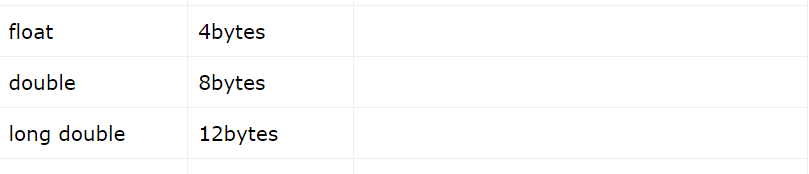 float 4bytes
double 8bytes
long double 12bytes